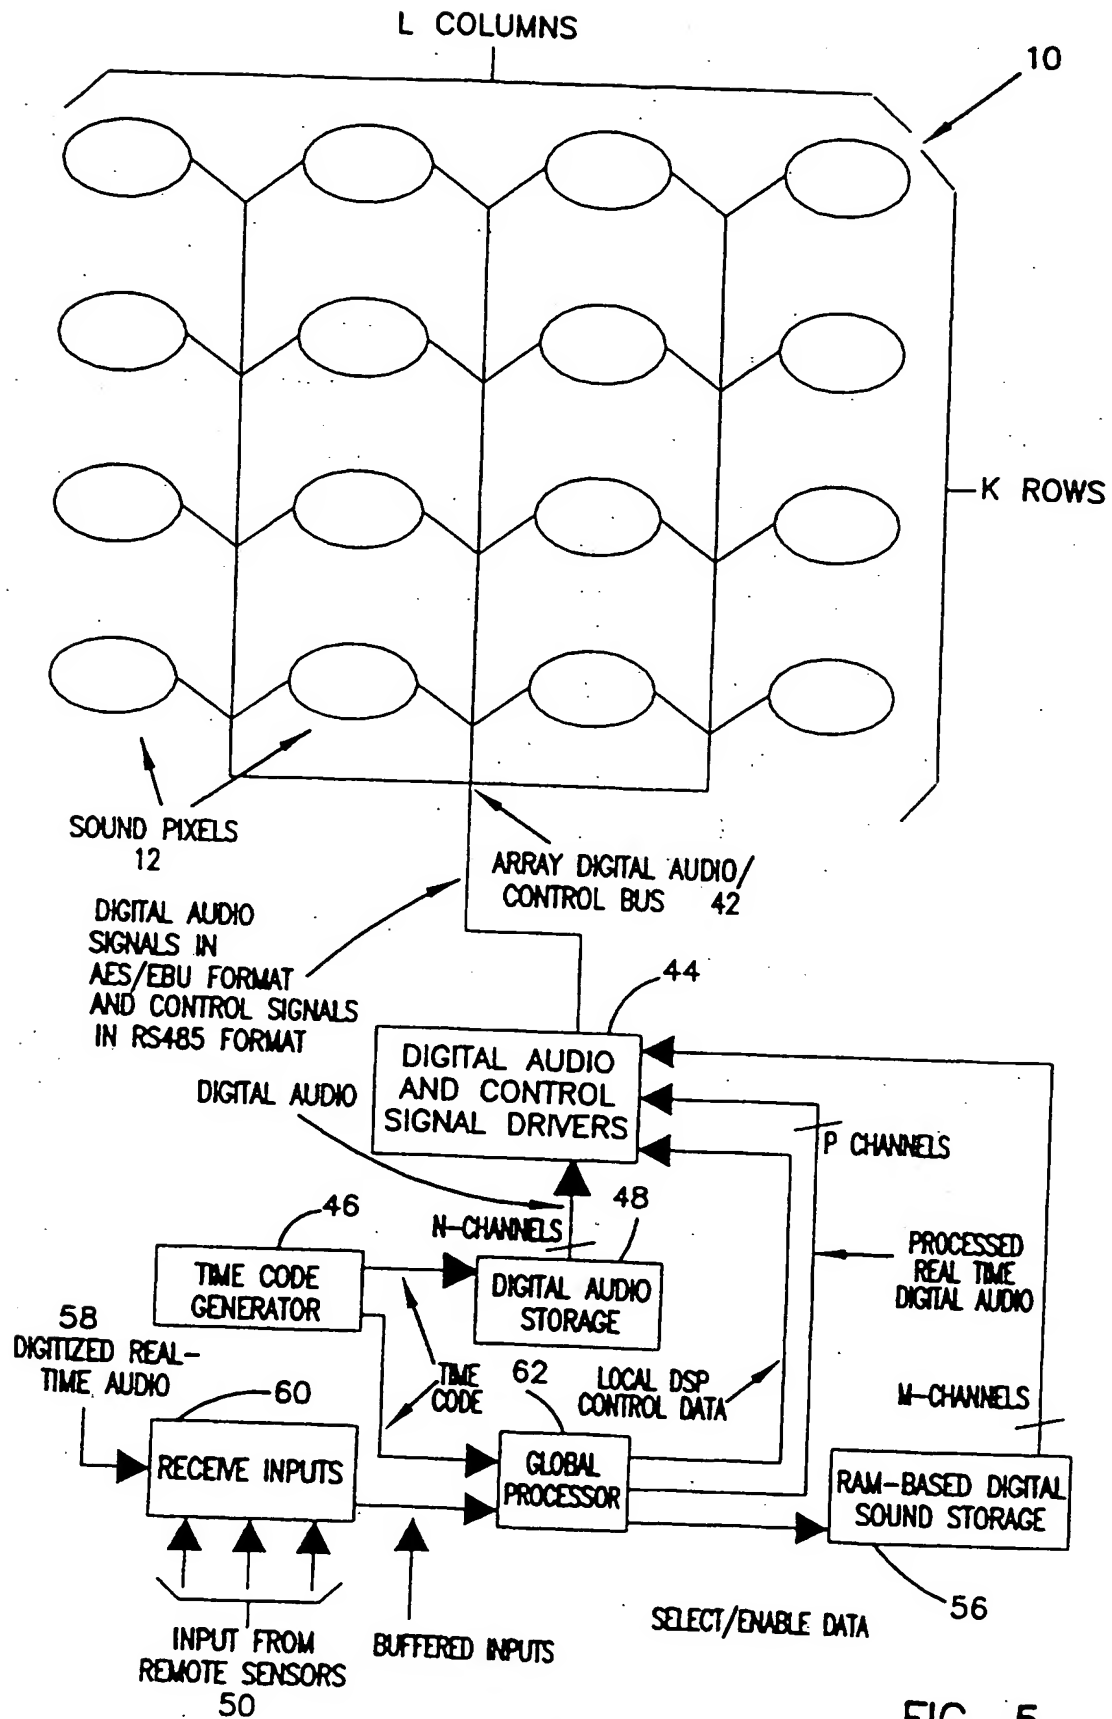 L COLUMNS
10
K ROWS
SOUND PIXELS
12
ARRAY DIGITAL AUDIO/
CONTROL BUS 42
DIGITAL AUDIO
SIGNALS IN
AES/EBU FORMAT
AND CONTROL SIGNALS
IN RS485 FORMAT
44
DIGITAL AUDIO
AND CONTROL
SIGNAL DRIVERS
DIGITAL AUDIO
P CHANNELS
46
N-CHANNELS
48
TIME CODE
GENERATOR
DIGITAL AUDIO
STORAGE
PROCESSED
REAL TIME
DIGITAL AUDIO
58
DIGITIZED REAL-
TIME AUDIO
60
TIME
CODE
62
LOCAL DSP
CONTROL DATA
M-CHANNELS
RECEIVE INPUTS
GLOBAL
PROCESSOR
RAM-BASED DIGITAL
SOUND STORAGE
56
SELECT/ENABLE DATA
INPUT FROM
REMOTE SENSORS
50
BUFFERED INPUTS
FIG. 5